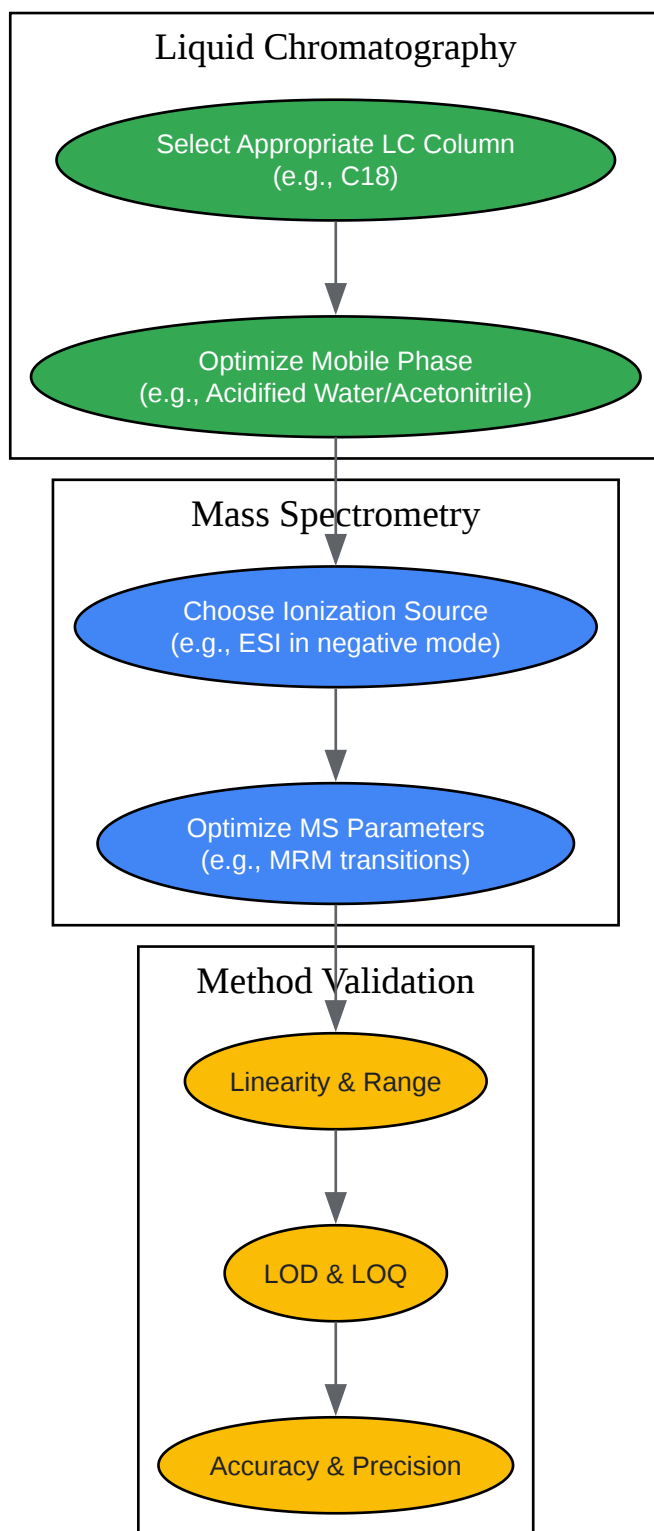 Liquid Chromatography
Select Appropriate LC Column
(e.g., C18)
Optimize Mobile Phase
(e.g., Acidified Water/Acetonitrile)
Mass Spectrometry
Choose Ionization Source
(e.g., ESI in negative mode)
Optimize MS Parameters
(e.g., MRM transitions)
Method Validation
Linearity & Range
LOD & LOQ
Accuracy & Precision